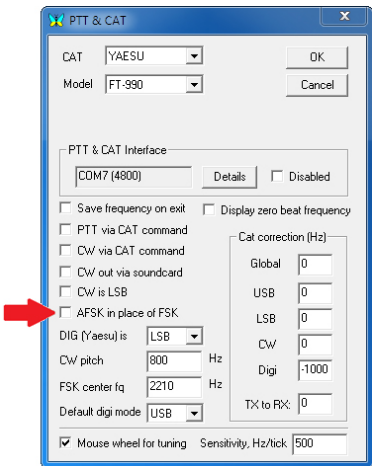 PTT & CAT
CAT YAESU OK
Model FT-990 Cancel
PTT & CAT Interface
COM7 (4800) Details Disabled
Save frequency on exit Display zero beat frequency
PTT via CAT command
Cat correction (Hz)
CW via CAT command
Global 0
CW out via soundcard
CW is LSB
USB 0
AFSK in place of FSK
LSB 0
DIG (Yaesu) is LSB
CW 0
CW pitch 800 Hz
Digi -1000
FSK center fq 2210 Hz
Default digi mode USB
TX to RX: 0
Mouse wheel for tuning Sensitivity, Hz/tick 500